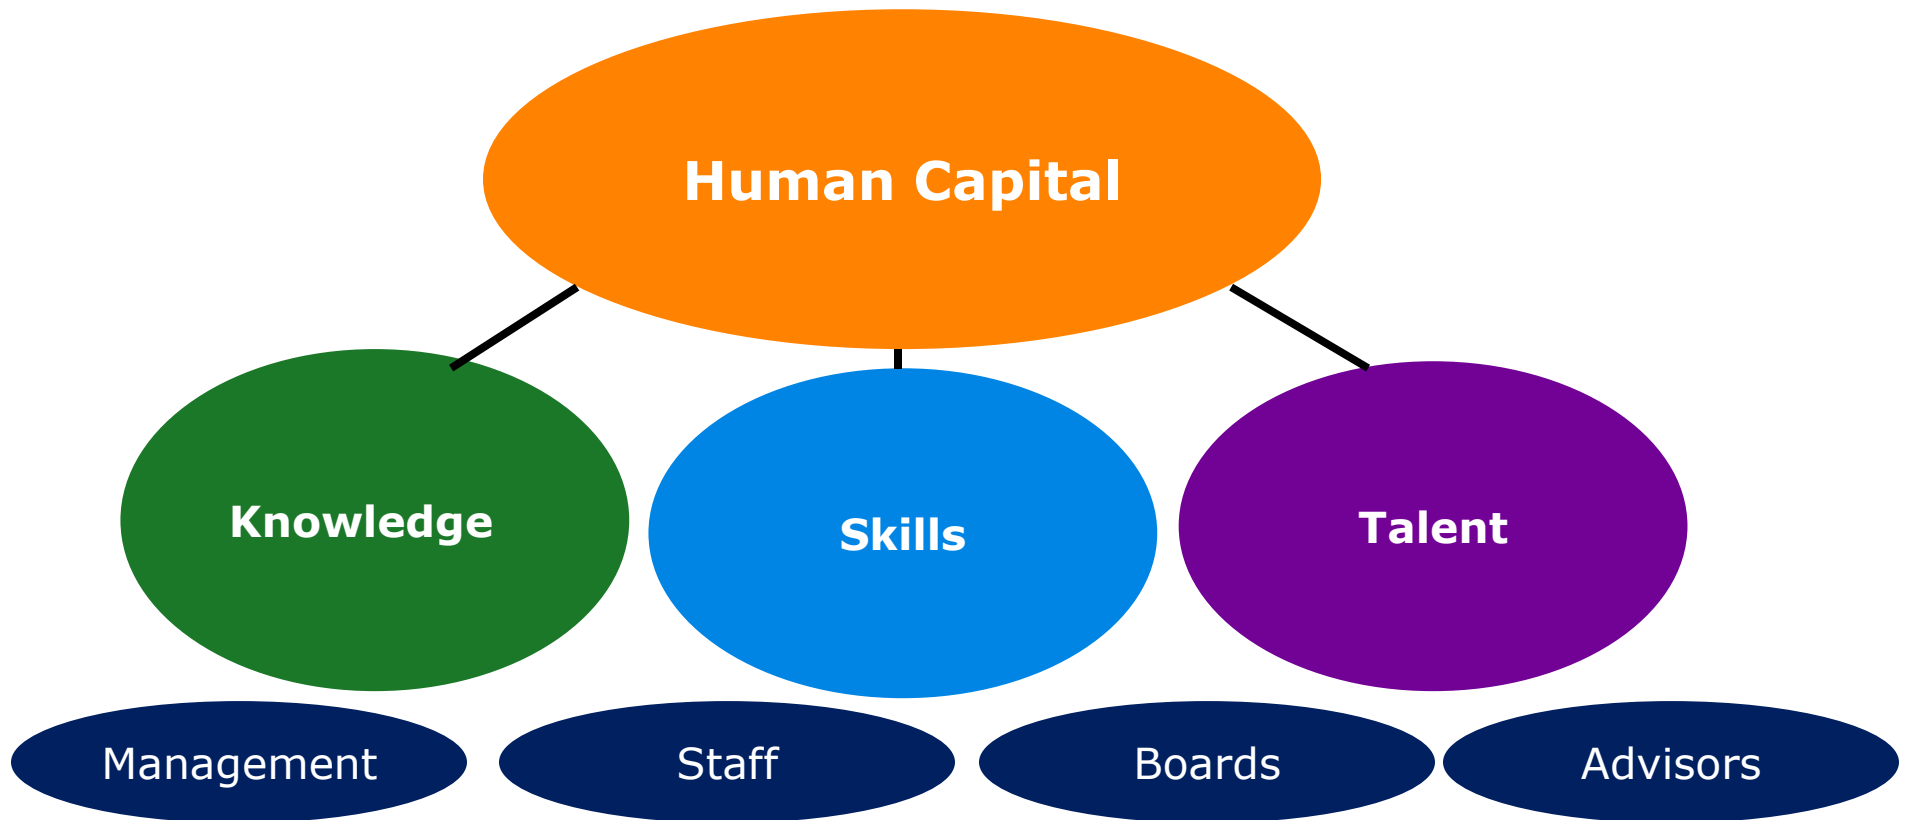 Human Capital
Knowledge
Skills
Talent
Management
Staff
Boards
Advisors